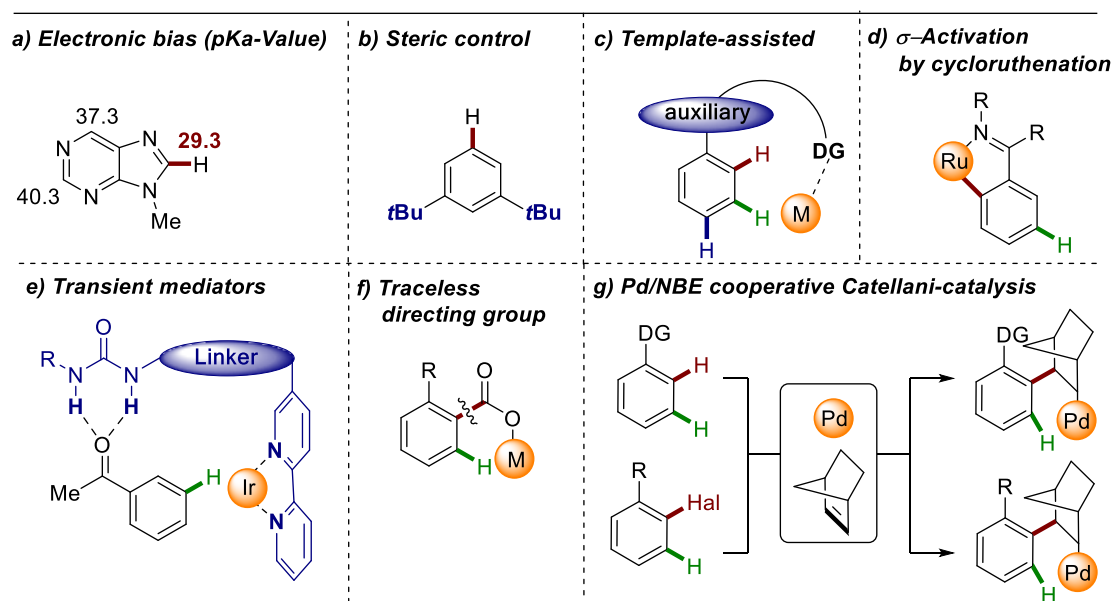 a) Electronic bias (pKa-Value)
37.3
N
N
29.3
H
40.3
N
N
Me
b) Steric control
H
tBu
tBu
c) Template-assisted
auxiliary
DG
H
M
H
H
d) σ–Activation
by cycloruthenation
R
N
R
Ru
H
e) Transient mediators
O
R
N
N
H
H
Linker
O
Me
H
N
Ir
N
f) Traceless
directing group
R
O
O
H
M
g) Pd/NBE cooperative Catellani-catalysis
DG
H
H
R
Hal
H
Pd
DG
Pd
H
R
Pd
H